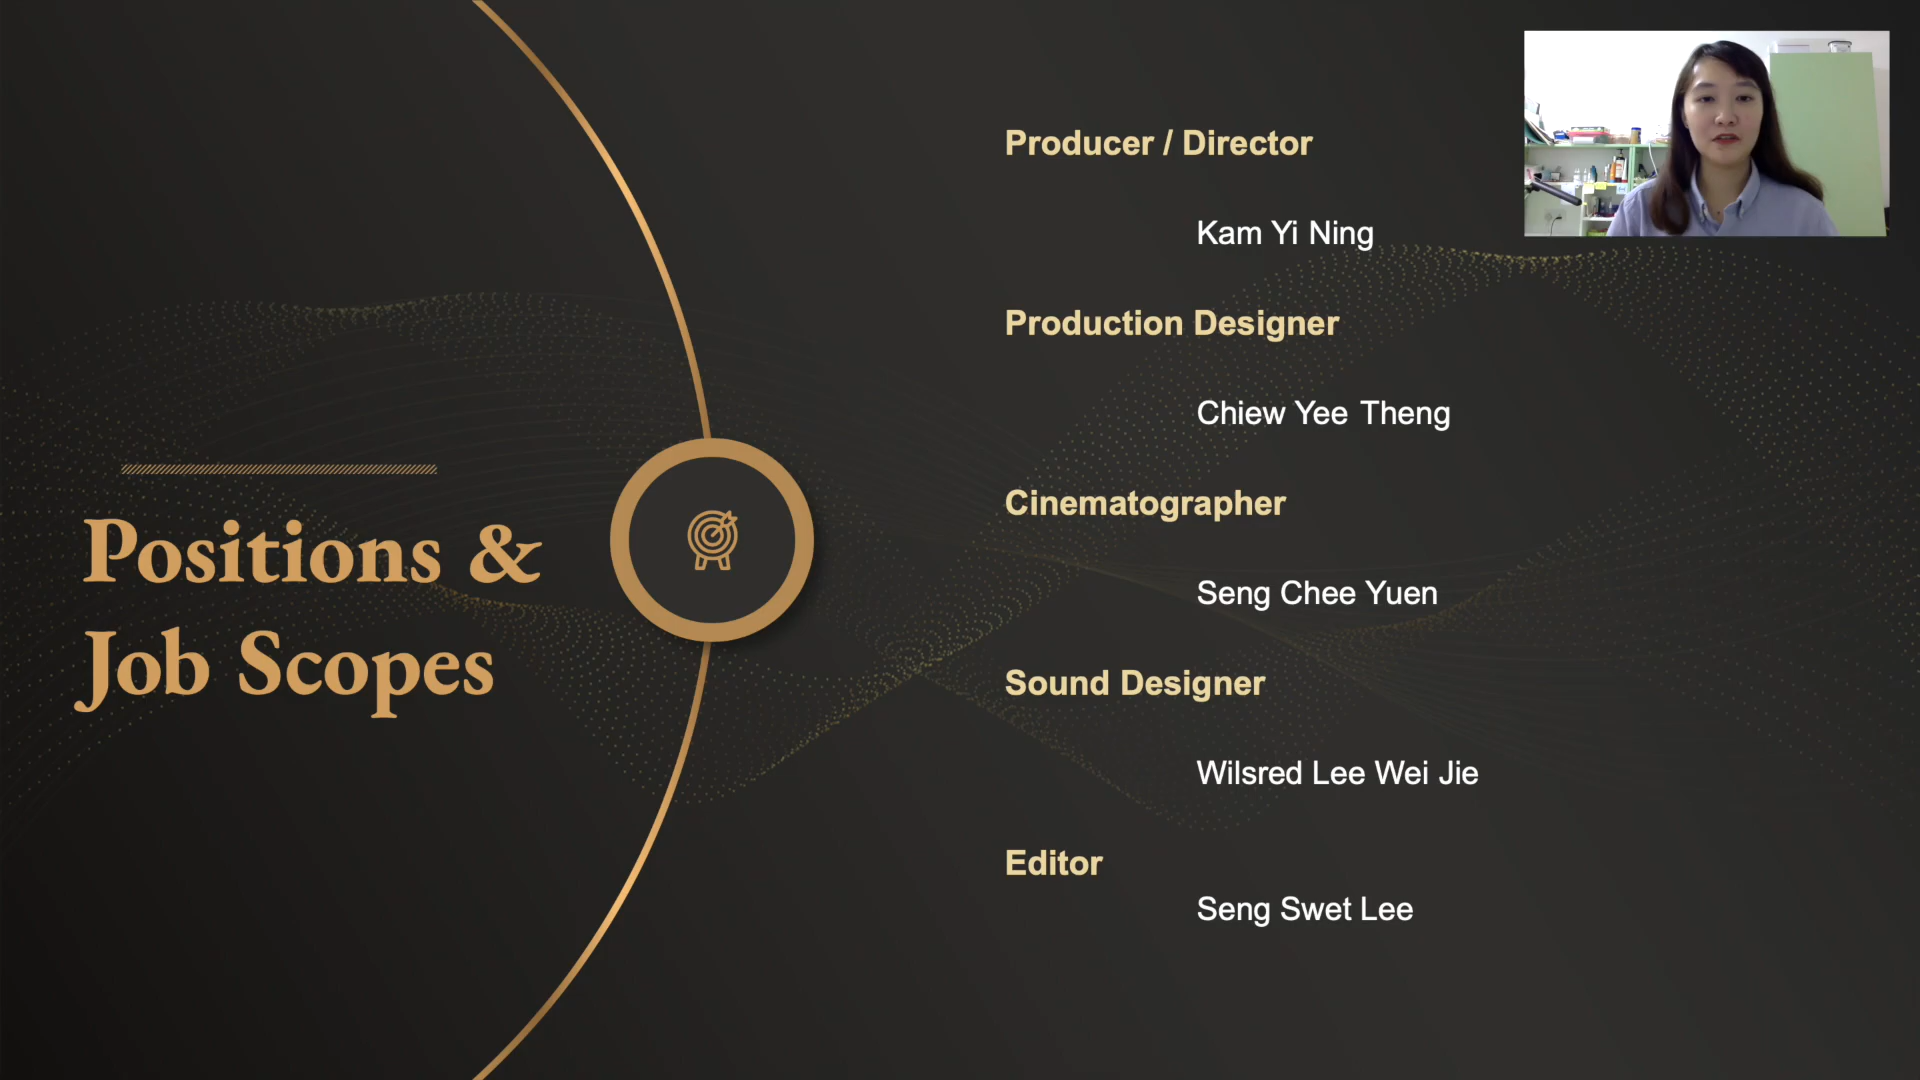 Positions &
Job Scopes
Producer / Director
Kam Yi Ning
Production Designer
Chiew Yee Theng
Cinematographer
Seng Chee Yuen
Sound Designer
Wilsred Lee Wei Jie
Editor
Seng Swet Lee